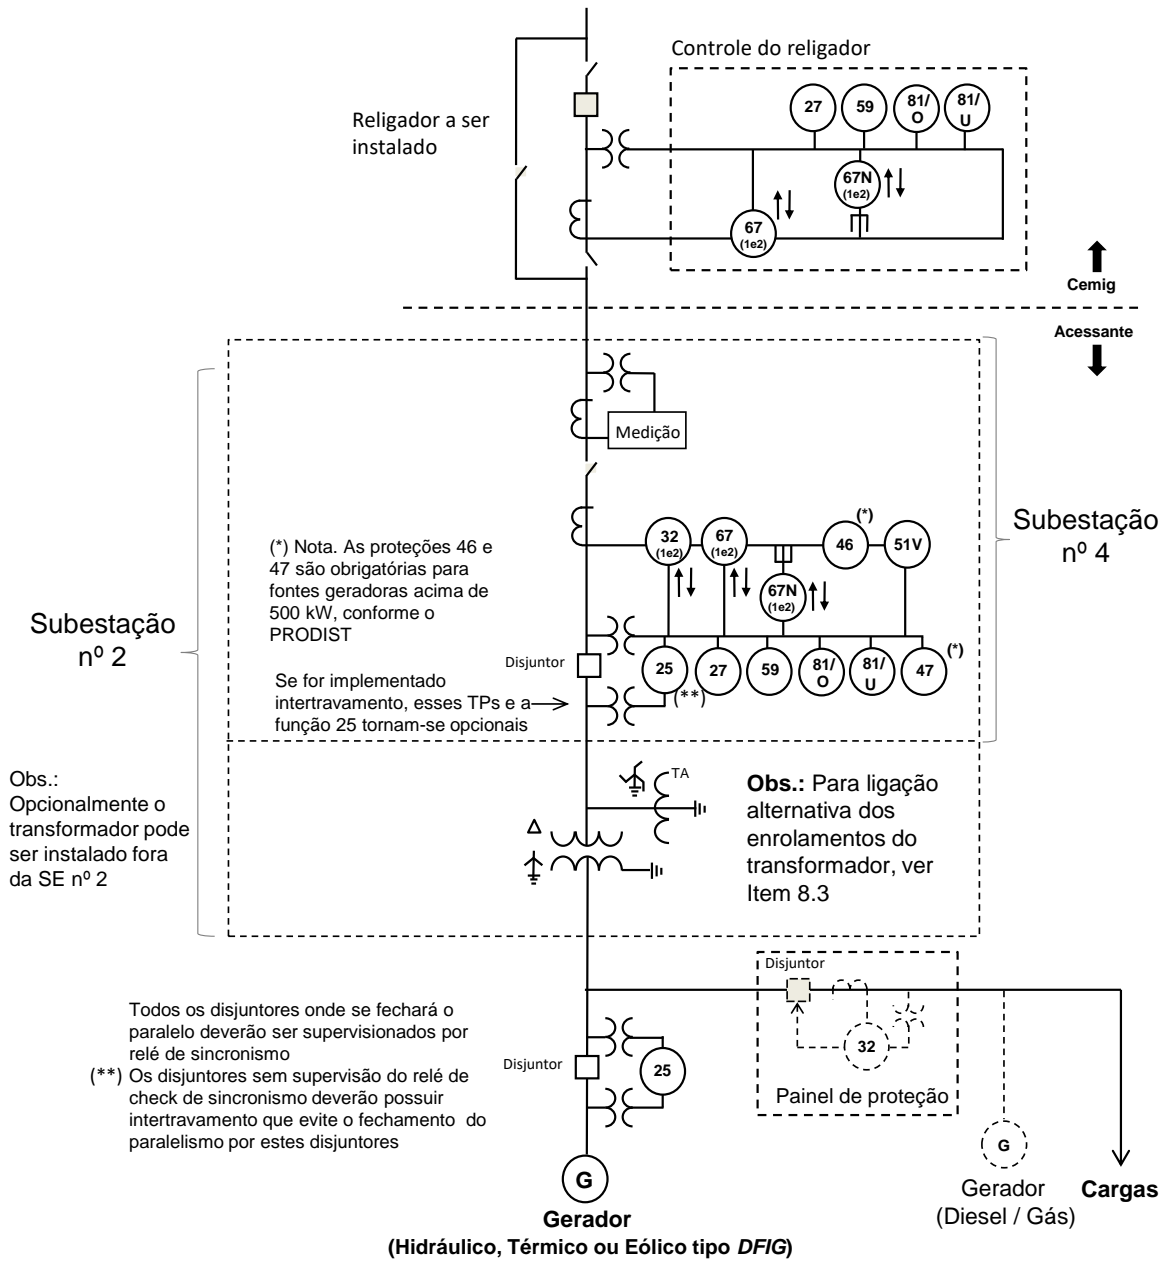 Controle do religador
Religador a ser
instalado
27
59
81/
O
81/
U
67N
(1e2)
67
(1e2)
Cemig
Acessante
Medição
Subestação
nº 4
(*)
32
(1e2)
67
(1e2)
46
51V
(*) Nota. As proteções 46 e
47 são obrigatórias para
fontes geradoras acima de
500 kW, conforme o
PRODIST
67N
(1e2)
Subestação
nº 2
Disjuntor
25
27
59
81/
O
81/
U
47
(*)
(**)
Se for implementado
intertravamento, esses TPs e a
função 25 tornam-se opcionais
TA
Δ
Obs.:
Opcionalmente o
transformador pode
ser instalado fora
da SE nº 2
Obs.: Para ligação
alternativa dos
enrolamentos do
transformador, ver
Item 8.3
Disjuntor
32
Painel de proteção
Todos os disjuntores onde se fechará o
paralelo deverão ser supervisionados por
relé de sincronismo
(**) Os disjuntores sem supervisão do relé de
check de sincronismo deverão possuir
intertravamento que evite o fechamento do
paralelismo por estes disjuntores
Disjuntor
25
G
Gerador
(Diesel / Gás)
Cargas
G
Gerador
(Hidráulico, Térmico ou Eólico tipo DFIG)